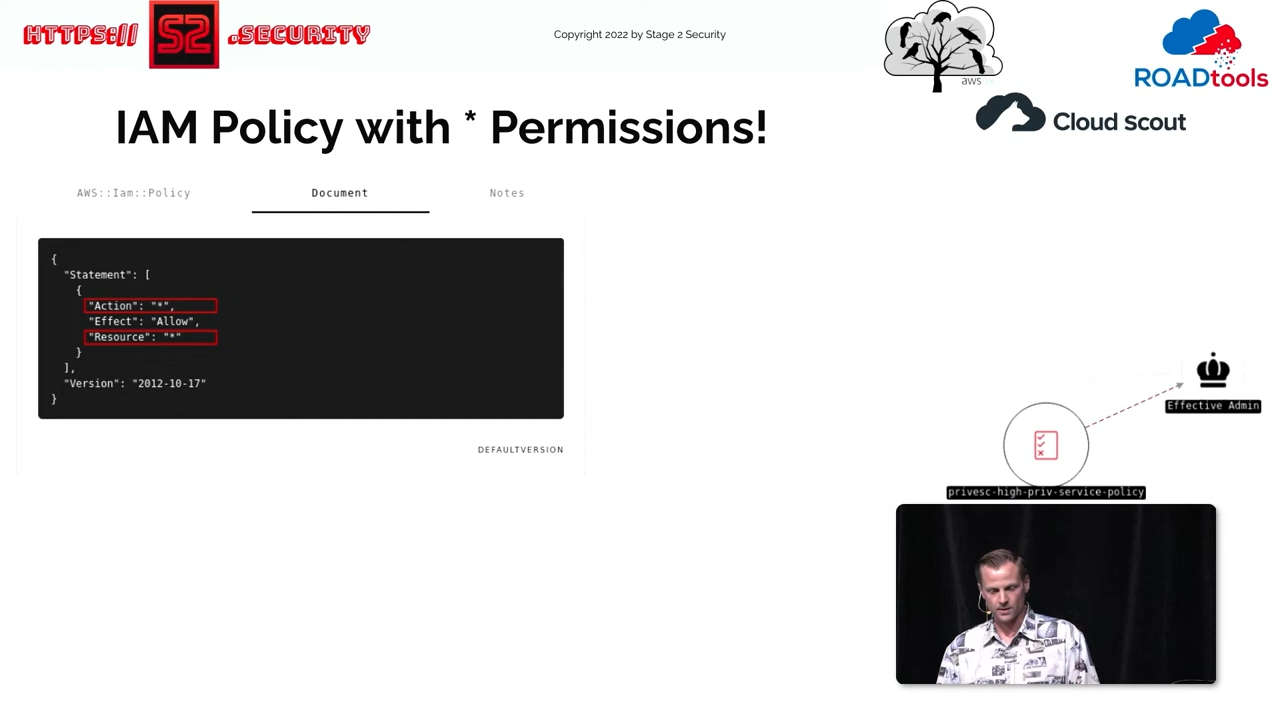 HTTPS:// S2 .SECURITY
Copyright 2022 by Stage 2 Security
aws
ROADtools
Cloud scout
IAM Policy with * Permissions!
AWS::Iam::Policy
Document
Notes
{
"Statement": [
{
"Action": "*",
"Effect": "Allow",
"Resource": "*"
}
],
"Version": "2012-10-17"
}
DEFAULTVERSION
Effective Admin
privesc-high-priv-service-policy